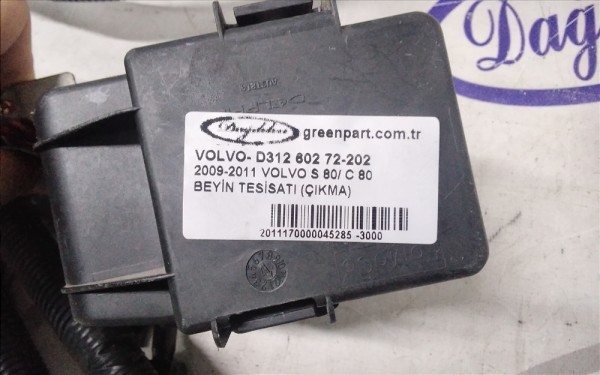 Dag
greenpart.com.tr
VOLVO- D312 602 72-202
2009-2011 VOLVO S 80/ C 80
BEYİN TESİSATI (ÇIKMA)
2011170000045285 -3000